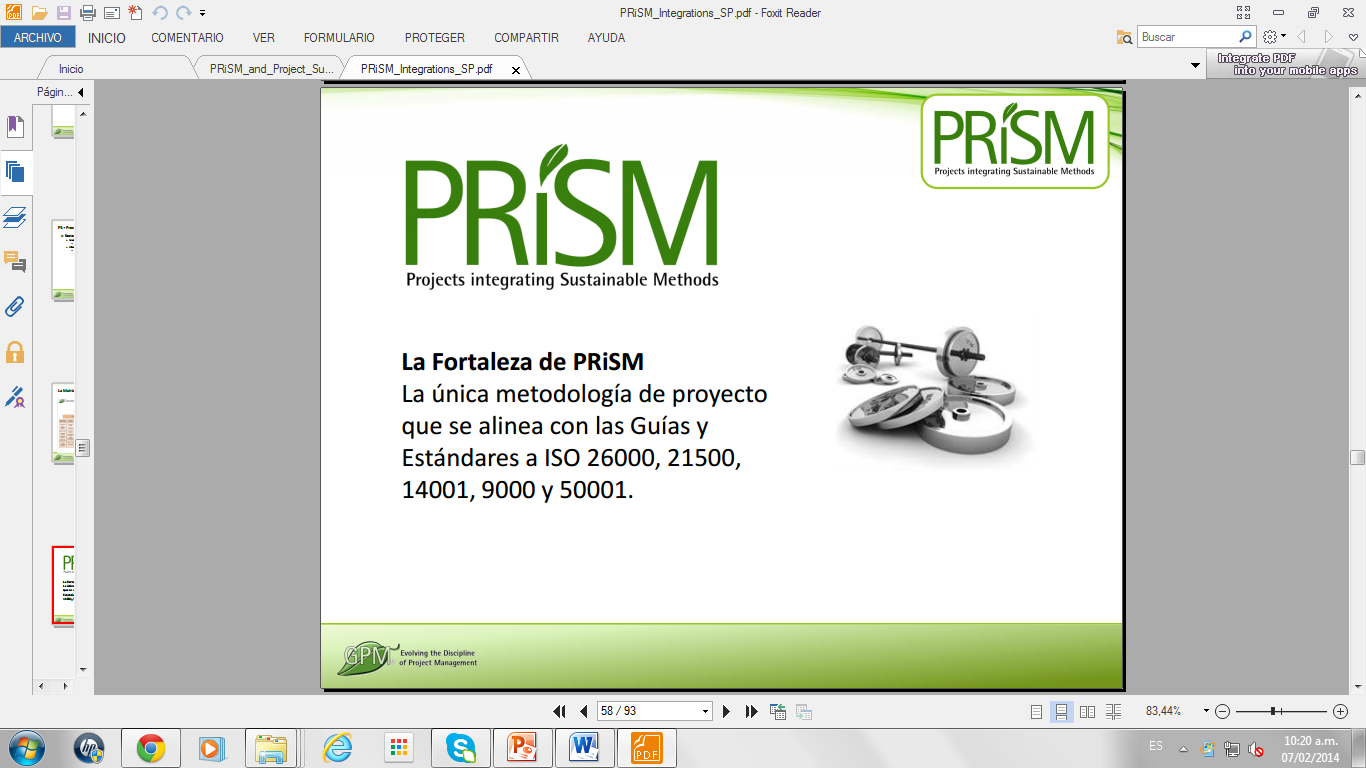 PRiSM_Integrations_SP.pdf - Foxit Reader
ARCHIVO INICIO COMENTARIO VER FORMULARIO PROTEGER COMPARTIR AYUDA
Buscar
Inicio PRiSM_and_Project_Su... PRiSM_Integrations_SP.pdf
Integrate PDF
into your mobile apps
Págin...
PRiSM
Projects integrating Sustainable Methods
PRiSM
Projects integrating Sustainable Methods
La Fortaleza de PRiSM
La única metodología de proyecto
que se alinea con las Guías y
Estándares a ISO 26000, 21500,
14001, 9000 y 50001.
GPM
Evolving the Discipline
of Project Management
58 / 93
83,44%
hp
PDF
ES
10:20 a.m.
07/02/2014